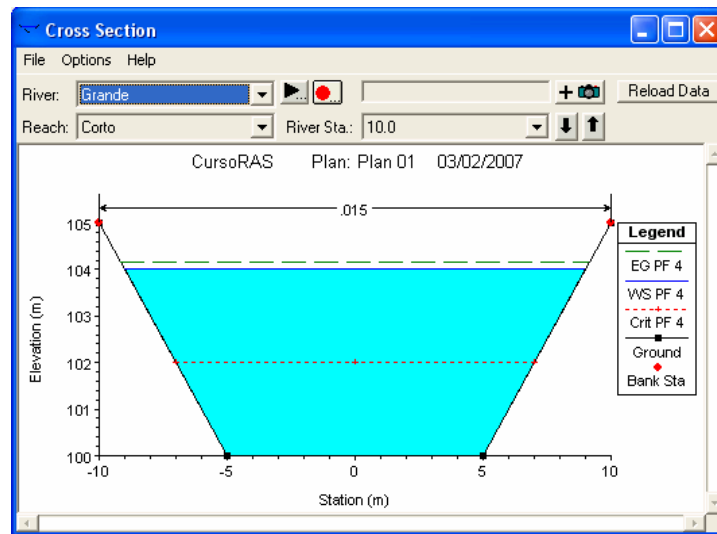 Cross Section
File Options Help
River: Grande Reload Data
Reach: Corto River Sta.: 10.0
CursoRAS Plan: Plan 01 03/02/2007
.015
105
104
103
102
101
100
Elevation (m)
-10 -5 0 5 10
Station (m)
Legend
EG PF 4
WS PF 4
Crit PF 4
Ground
Bank Sta